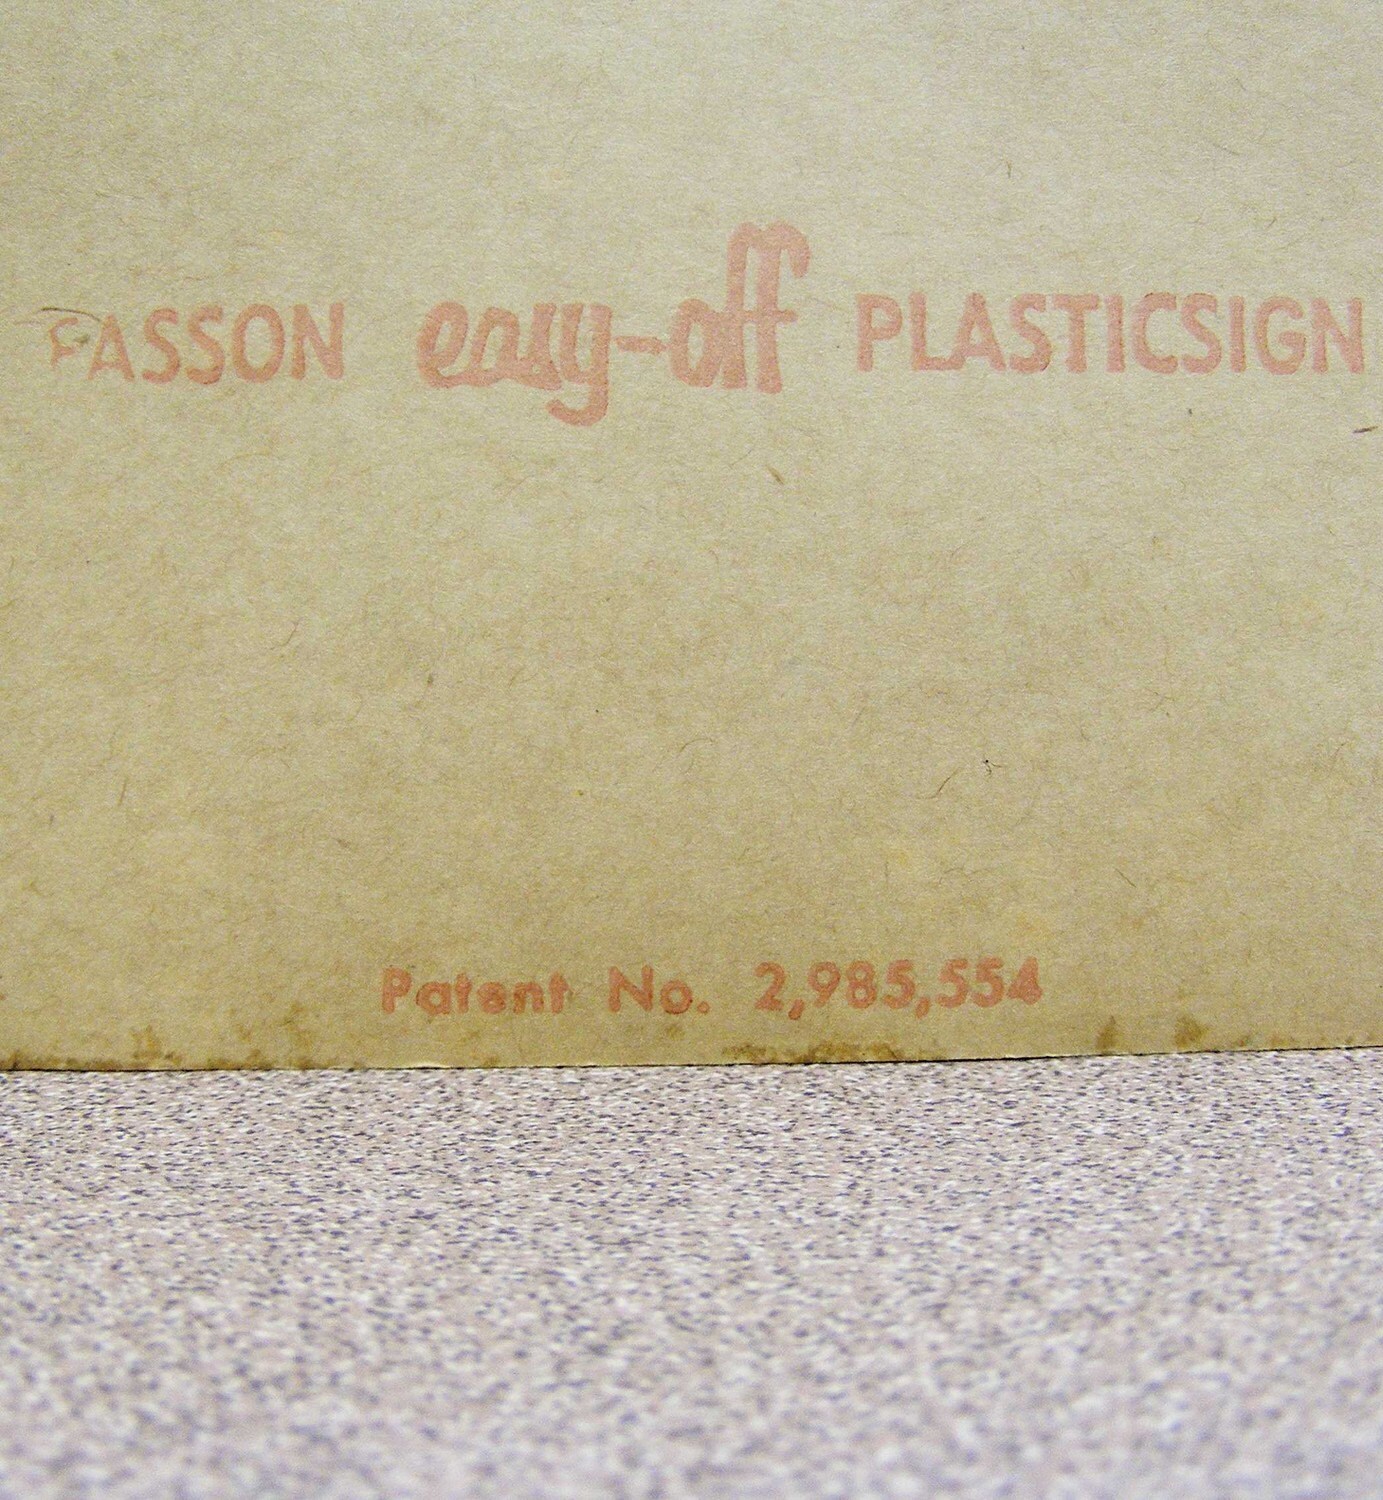 FASSON easy-off PLASTICSIGN
Patent No. 2,985,554